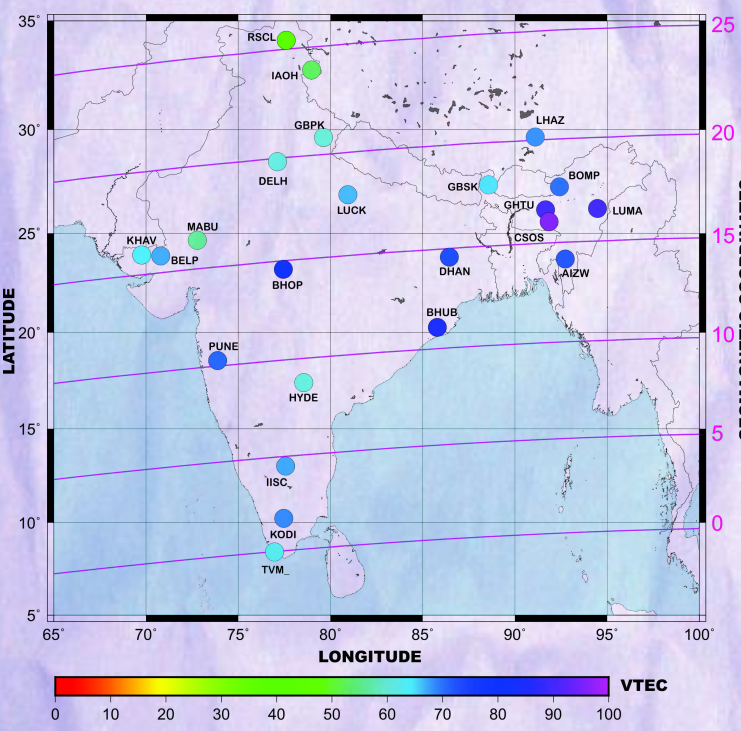 35°
30°
25°
20°
15°
10°
5°
LATITUDE
25
20
15
10
5
0
RSCL
IAOH
GBPK
LHAZ
DELH
BOMP
GBSK
LUCK
GHTU
LUMA
MABU
CSOS
KHAV
BELP
DHAN
AIZW
BHOP
BHUB
PUNE
HYDE
IISC_
KODI
TVM_
65°
70°
75°
80°
85°
90°
95°
100°
LONGITUDE
VTEC
0 10 20 30 40 50 60 70 80 90 100